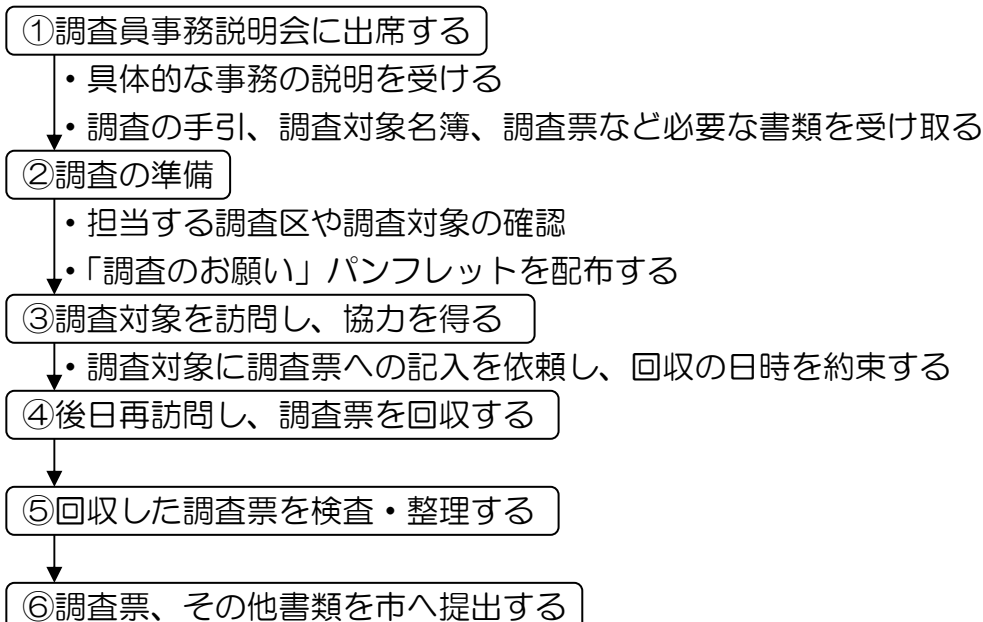 ①調査員事務説明会に出席する
・具体的な事務の説明を受ける
・調査の手引、調査対象名簿、調査票など必要な書類を受け取る
②調査の準備
・担当する調査区や調査対象の確認
・「調査のお願い」パンフレットを配布する
③調査対象を訪問し、協力を得る
・調査対象に調査票への記入を依頼し、回収の日時を約束する
④後日再訪問し、調査票を回収する
⑤回収した調査票を検査・整理する
⑥調査票、その他書類を市へ提出する